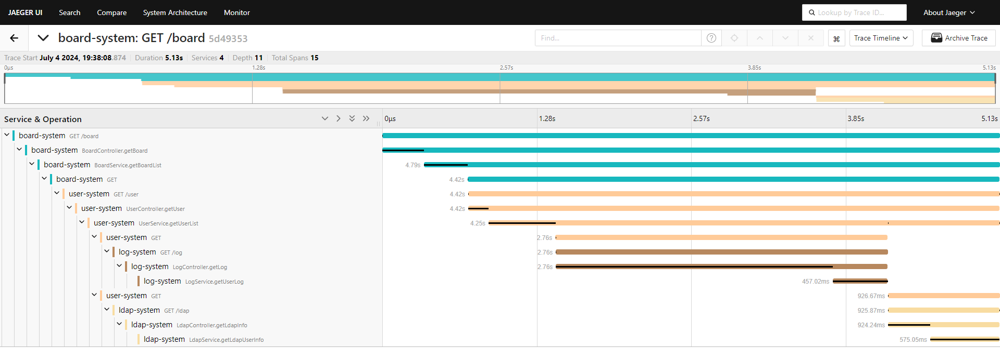 JAEGER UI Search Compare System Architecture Monitor Lookup by Trace ID... About Jaeger
board-system: GET /board 5d49353 Find... ? ⌘ Trace Timeline Archive Trace
Trace Start July 4 2024, 19:38:08.874 Duration 5.13s Services 4 Depth 11 Total Spans 15
0μs 1.28s 2.57s 3.85s 5.13s
Service & Operation 0μs 1.28s 2.57s 3.85s 5.13s
board-system GET /board
board-system BoardController.getBoard
board-system BoardService.getBoardList 4.79s
board-system GET 4.42s
user-system GET /user 4.42s
user-system UserController.getUser 4.42s
user-system UserService.getUserList 4.25s
user-system GET 2.76s
log-system GET /log 2.76s
log-system LogController.getLog 2.76s
log-system LogService.getUserLog 457.02ms
user-system GET 926.67ms
ldap-system GET /ldap 925.87ms
ldap-system LdapController.getLdapInfo 924.24ms
ldap-system LdapService.getLdapUserInfo 575.05ms